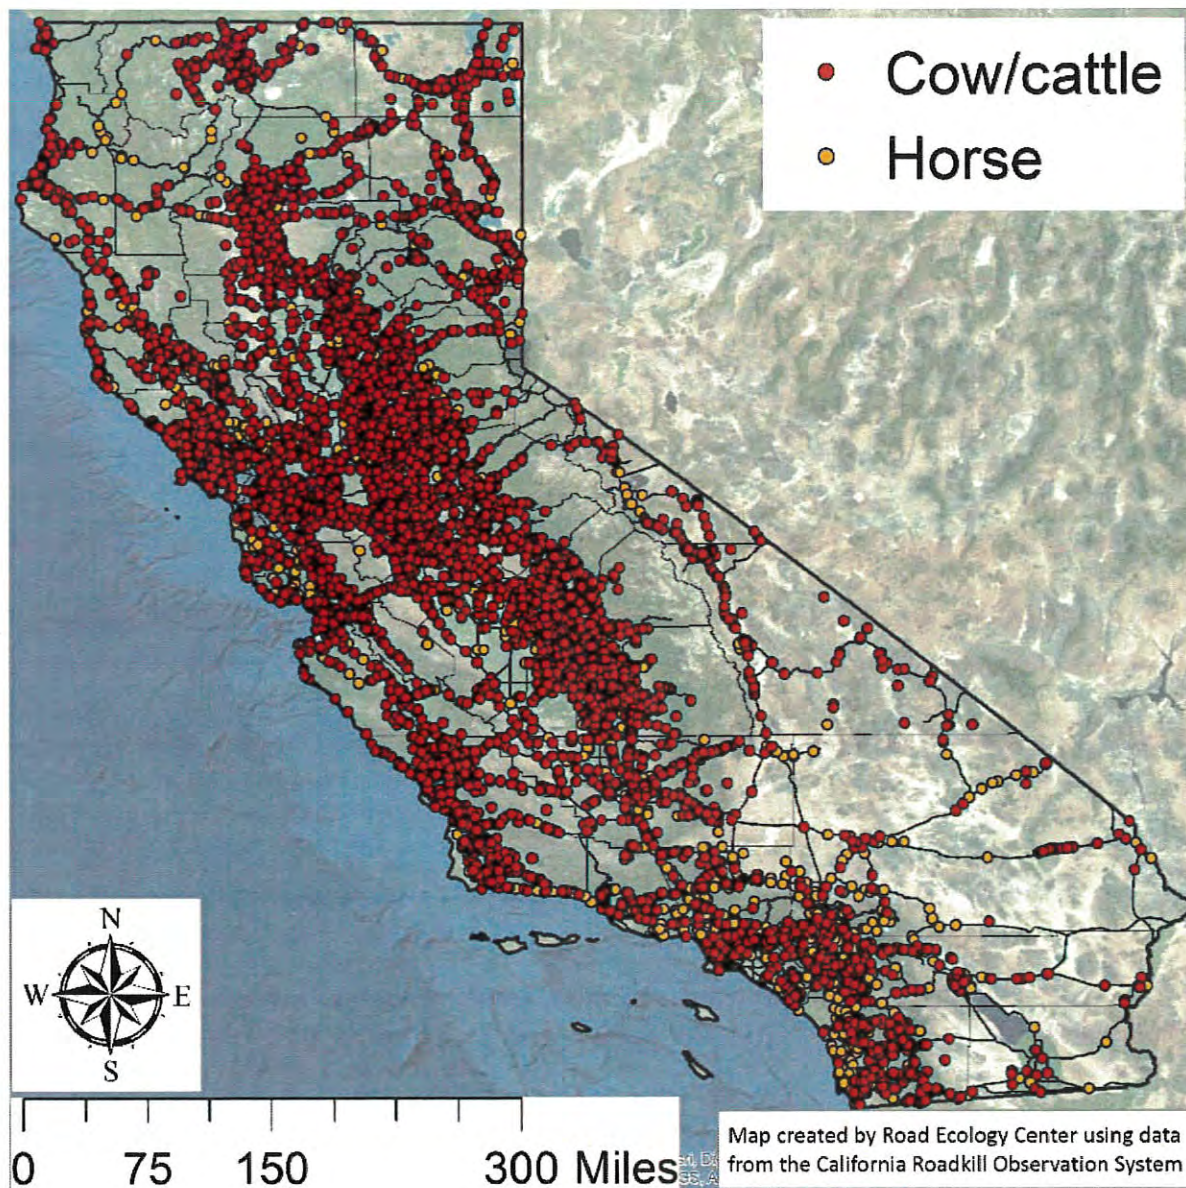 Cow/cattle
Horse
N
W E
S
0 75 150 300 Miles
Map created by Road Ecology Center using data
from the California Roadkill Observation System